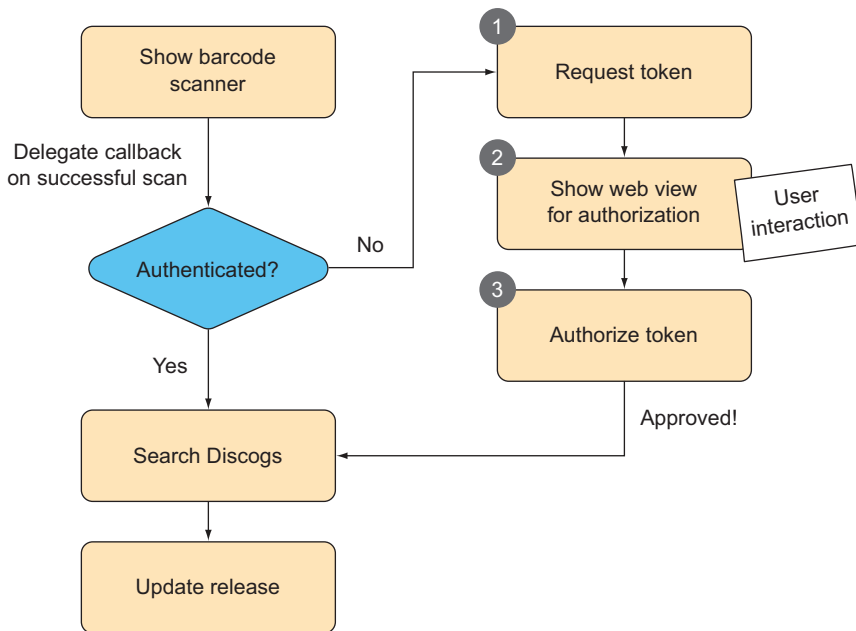 Show barcode
scanner
Delegate callback
on successful scan
Authenticated?
No
Yes
1
Request token
2
Show web view
for authorization
User
interaction
3
Authorize token
Approved!
Search Discogs
Update release